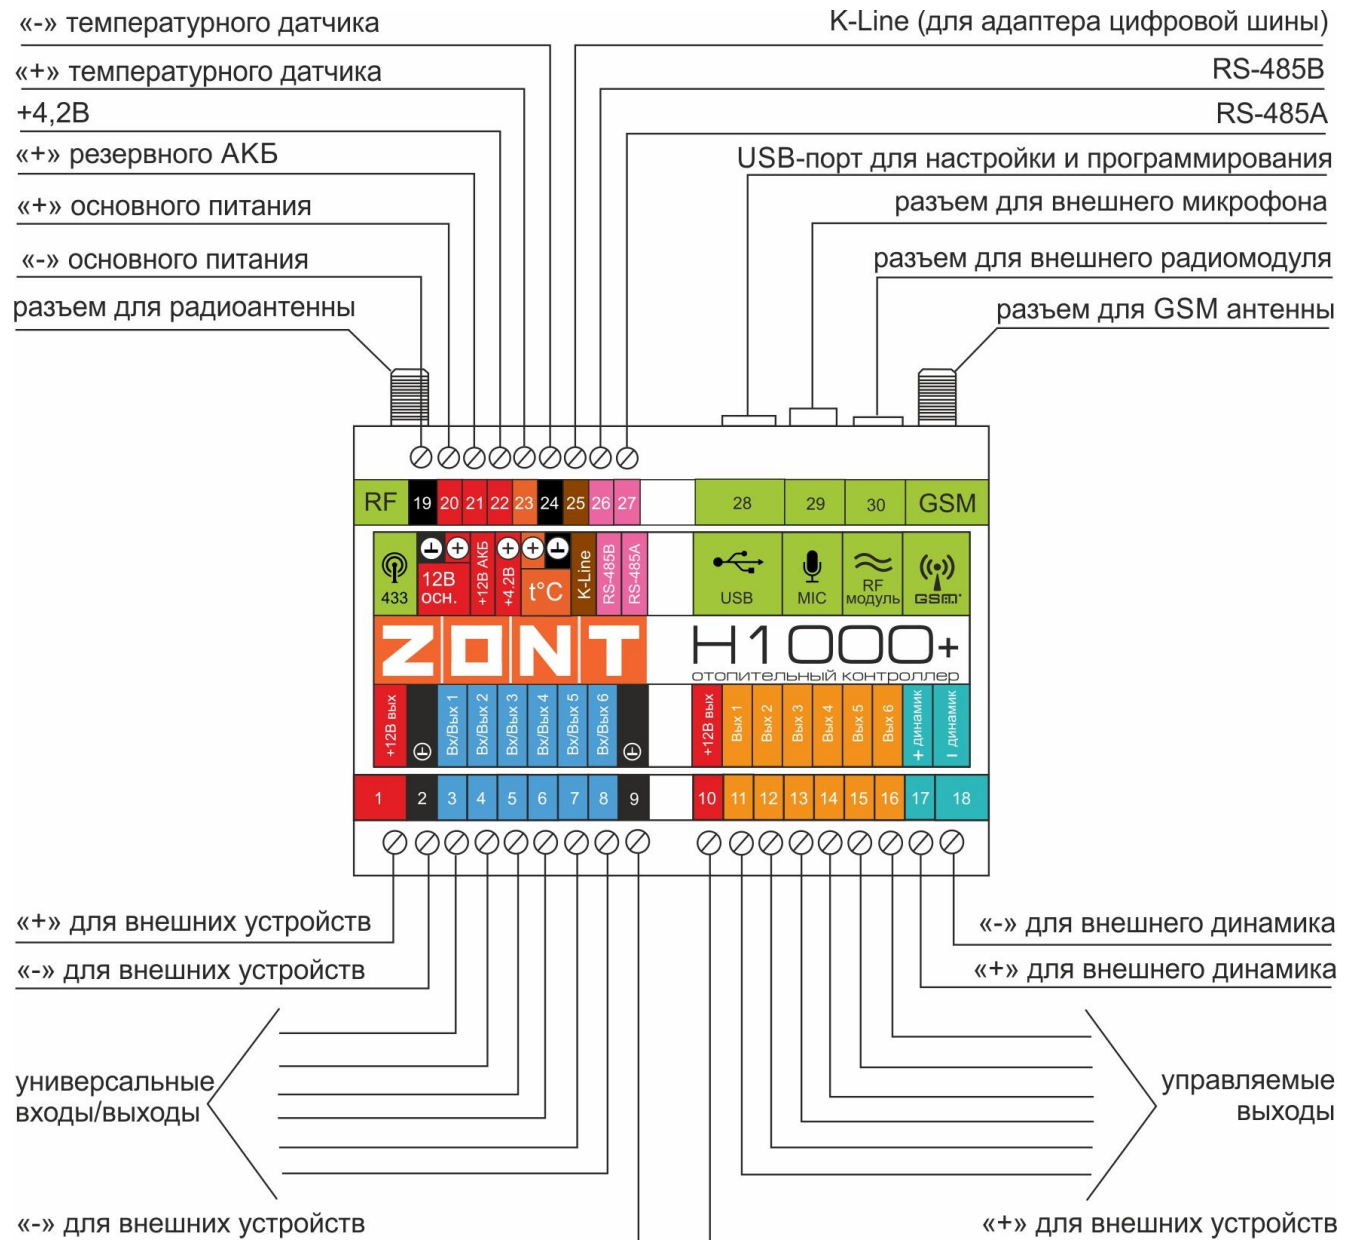 «-» температурного датчика
«+» температурного датчика
+4,2В
«+» резервного АКБ
«+» основного питания
«-» основного питания
разъем для радиоантенны
K-Line (для адаптера цифровой шины)
RS-485B
RS-485A
USB-порт для настройки и программирования
разъем для внешнего микрофона
разъем для внешнего радиомодуля
разъем для GSM антенны
RF 19 20 21 22 23 24 25 26 27 28 29 30 GSM
433
12В
осн.
+12В АКБ
+4.2В
t°C
K-Line
RS-485B
RS-485A
USB
MIC
RF
модуль
GSM
ZONT
H1000+
отопительный контроллер
+12В вых
Вх/Вых 1
Вх/Вых 2
Вх/Вых 3
Вх/Вых 4
Вх/Вых 5
Вх/Вых 6
+12В вых
Вых 1
Вых 2
Вых 3
Вых 4
Вых 5
Вых 6
+ динамик
– динамик
1 2 3 4 5 6 7 8 9 10 11 12 13 14 15 16 17 18
«+» для внешних устройств
«-» для внешних устройств
универсальные
входы/выходы
«-» для внешних устройств
«-» для внешнего динамика
«+» для внешнего динамика
управляемые
выходы
«+» для внешних устройств